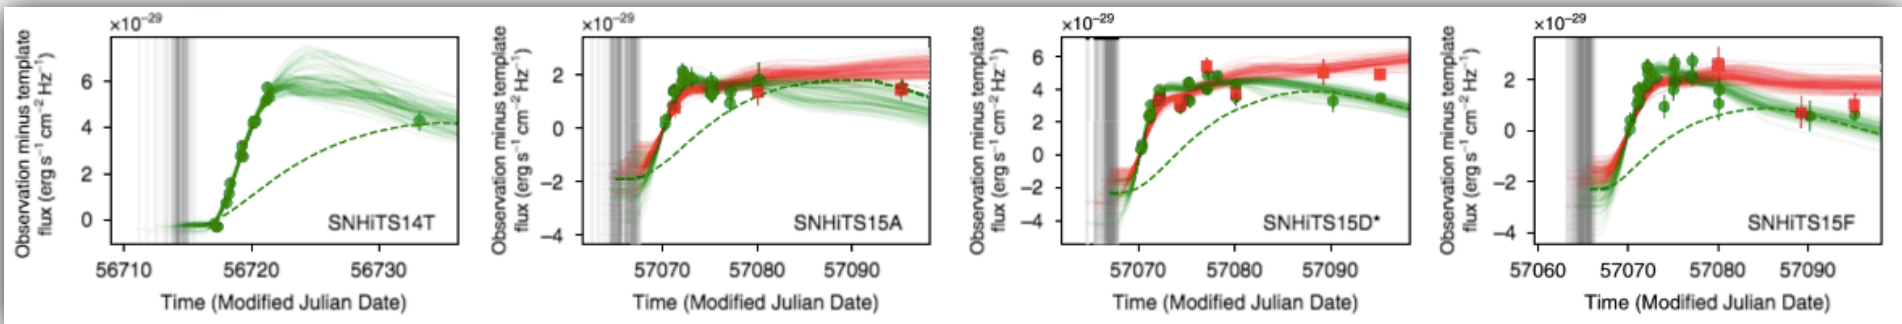 ×10⁻²⁹
Observation minus template
flux (erg s⁻¹ cm⁻² Hz⁻¹)
6
4
2
0
SNHiTS14T
56710 56720 56730
Time (Modified Julian Date)
×10⁻²⁹
Observation minus template
flux (erg s⁻¹ cm⁻² Hz⁻¹)
2
0
−2
−4
SNHiTS15A
57070 57080 57090
Time (Modified Julian Date)
×10⁻²⁹
Observation minus template
flux (erg s⁻¹ cm⁻² Hz⁻¹)
6
4
2
0
−2
−4
SNHiTS15D*
57070 57080 57090
Time (Modified Julian Date)
×10⁻²⁹
Observation minus template
flux (erg s⁻¹ cm⁻² Hz⁻¹)
2
0
−2
−4
SNHiTS15F
57060 57070 57080 57090
Time (Modified Julian Date)